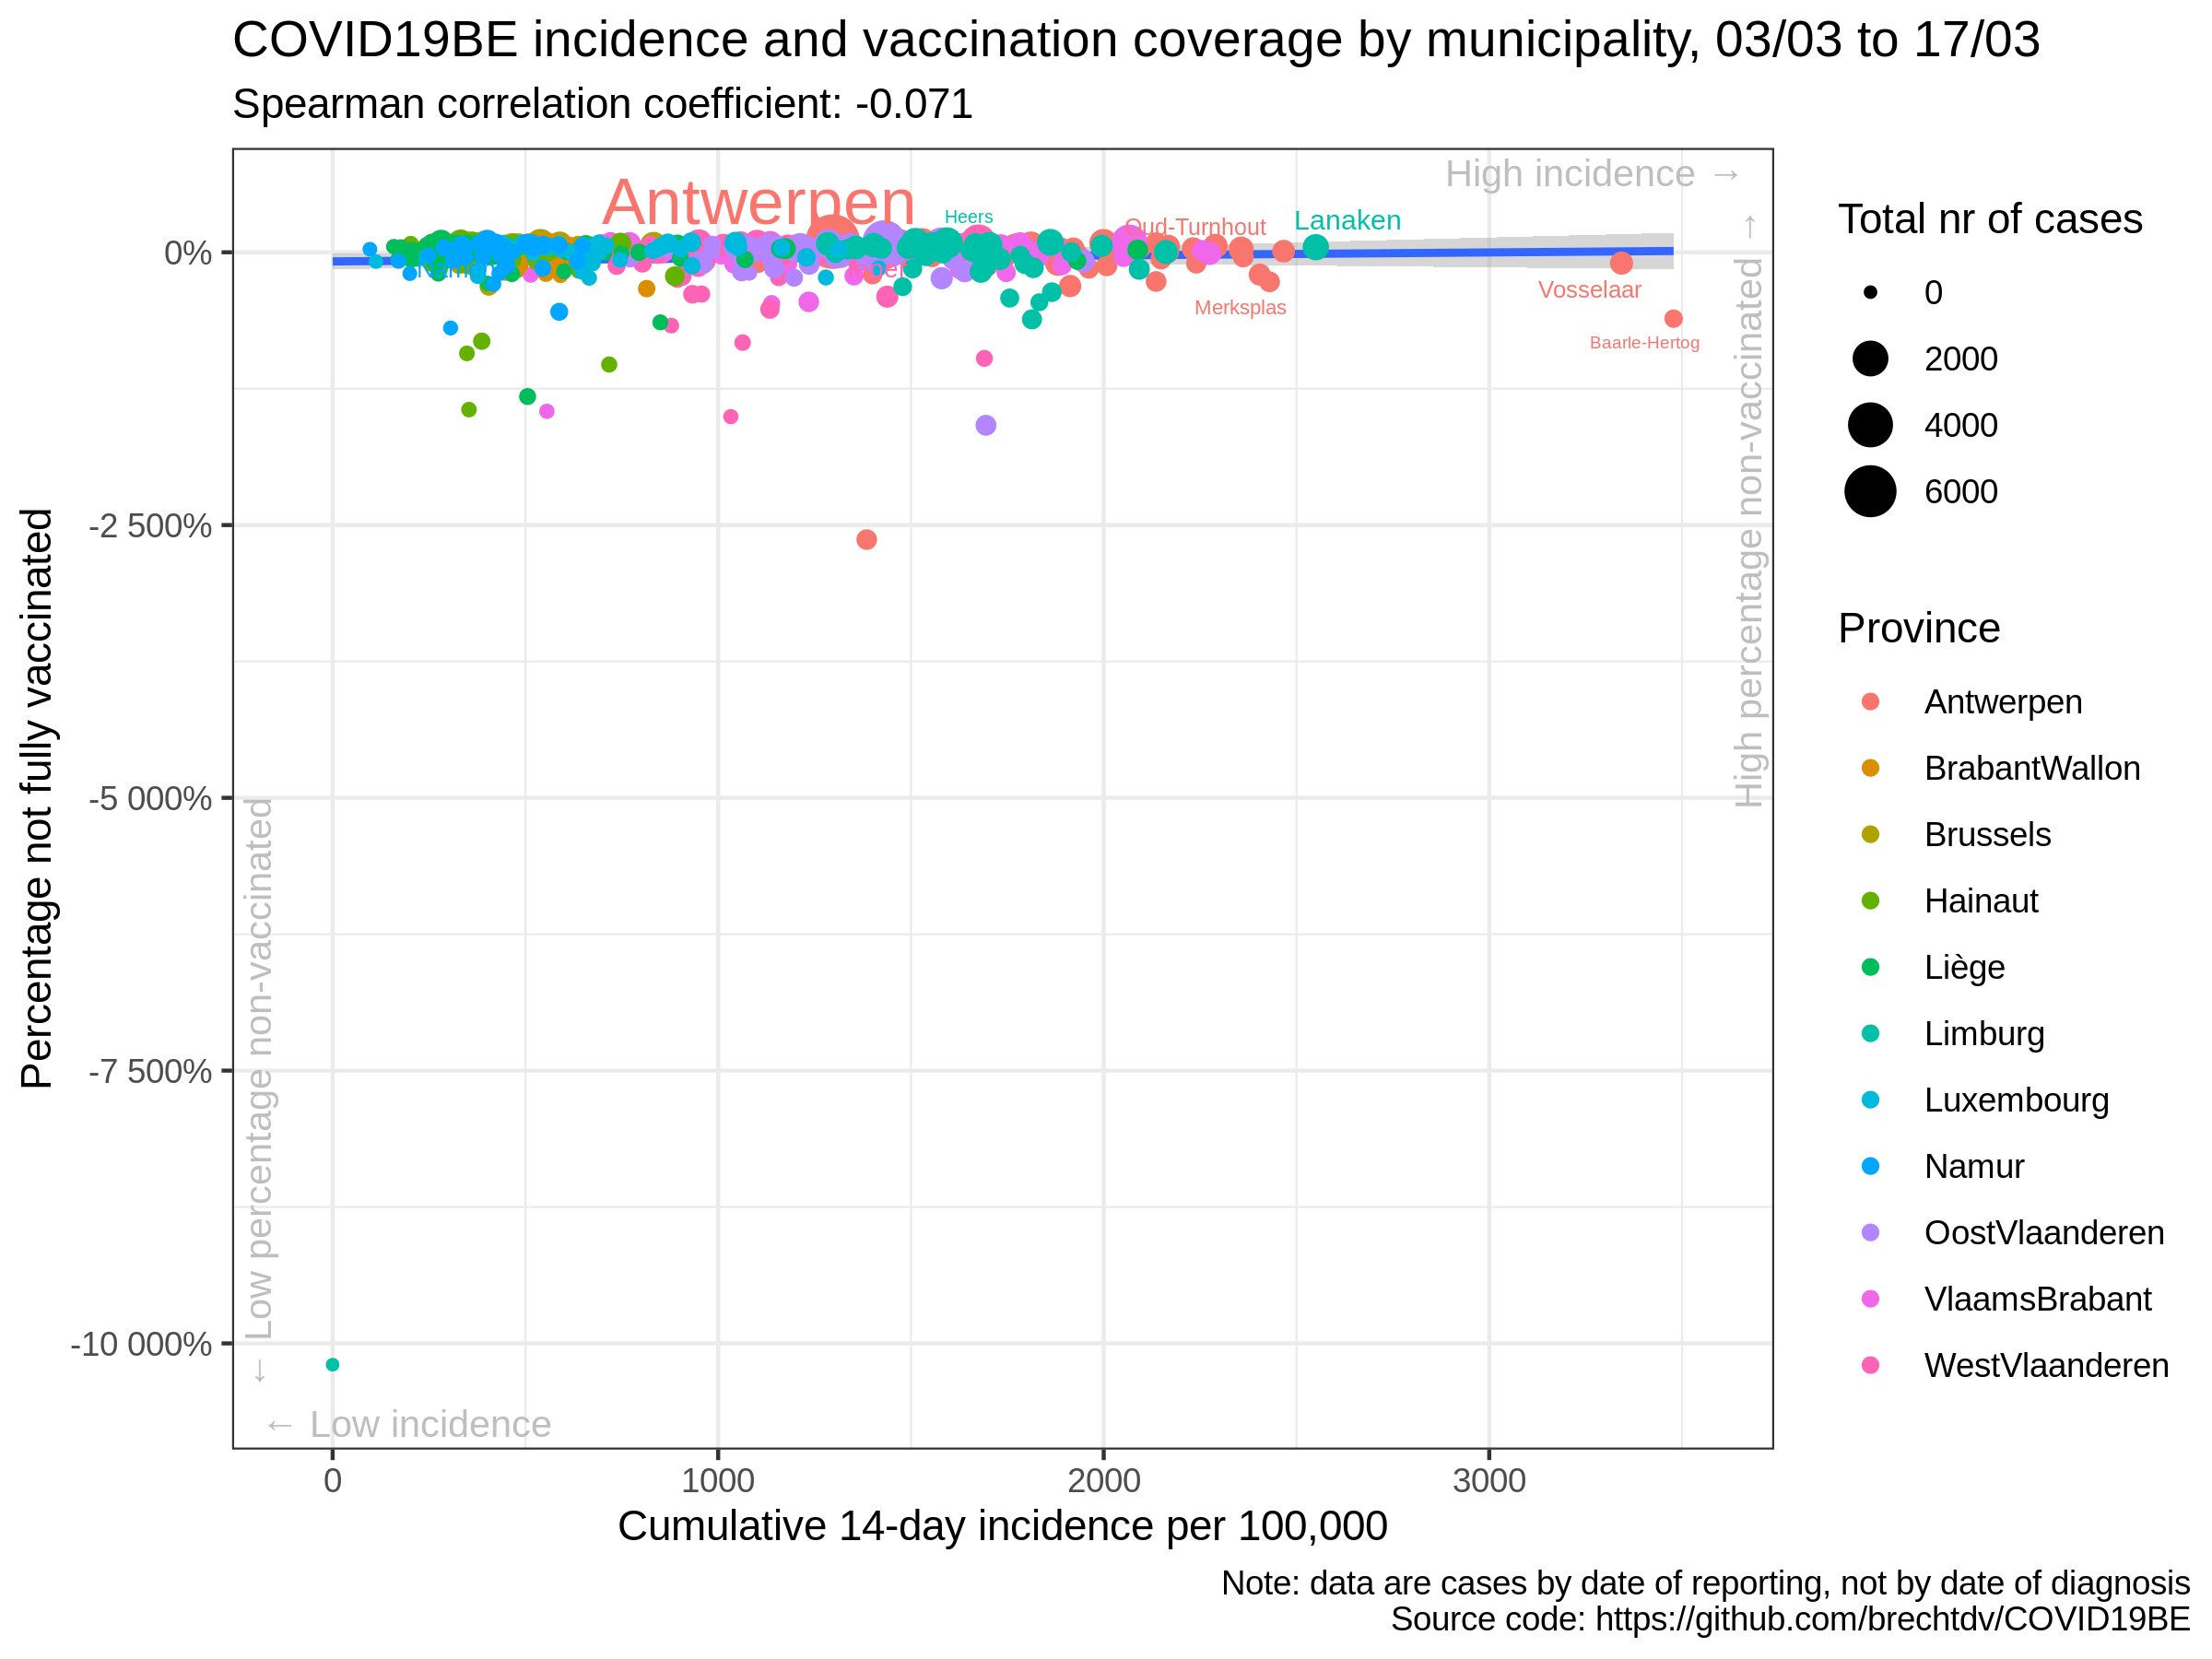 COVID19BE incidence and vaccination coverage by municipality, 03/03 to 17/03
Spearman correlation coefficient: -0.071
High incidence →
Antwerpen
Heers
Oud-Turnhout
Lanaken
Vosselaar
Merksplas
Baarle-Hertog
High percentage non-vaccinated →
← Low percentage non-vaccinated
← Low incidence
Percentage not fully vaccinated
0%
-2 500%
-5 000%
-7 500%
-10 000%
0
1000
2000
3000
Cumulative 14-day incidence per 100,000
Total nr of cases
0
2000
4000
6000
Province
Antwerpen
BrabantWallon
Brussels
Hainaut
Liège
Limburg
Luxembourg
Namur
OostVlaanderen
VlaamsBrabant
WestVlaanderen
Note: data are cases by date of reporting, not by date of diagnosis
Source code: https://github.com/brechtdv/COVID19BE